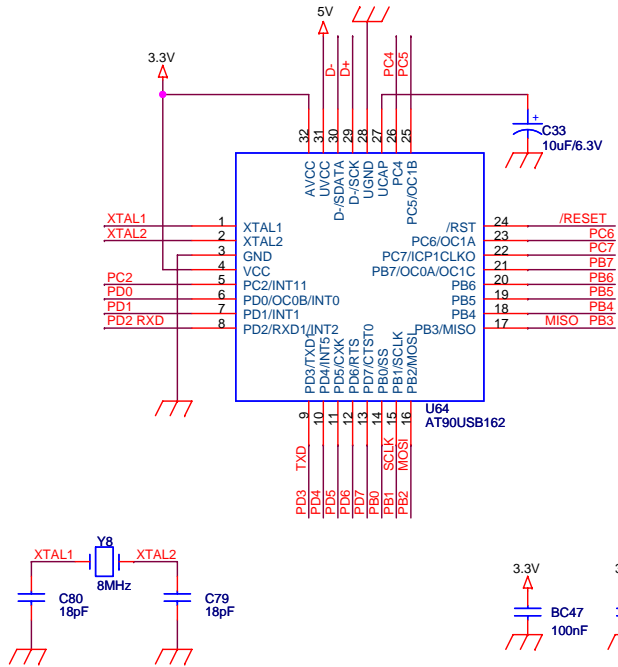 5V
3.3V
D-
D+
PC4
PC5
C33
10uF/6.3V
32
31
30
29
28
27
26
25
AVCC
UVCC
D-/SDATA
D-/SCK
UGND
UCAP
PC4
PC5/OC1B
XTAL1
1
XTAL1
XTAL2
2
XTAL2
3
GND
4
VCC
PC2
5
PC2/INT11
PD0
6
PD0/OC0B/INT0
PD1
7
PD1/INT1
PD2 RXD
8
PD2/RXD1/INT2
/RST
24
/RESET
PC6/OC1A
23
PC6
PC7/ICP1CLKO
22
PC7
PB7/OC0A/OC1C
21
PB7
PB6
20
PB6
PB5
19
PB5
PB4
18
PB4
PB3/MISO
17
MISO PB3
PD3/TXD1
PD4/INT5
PD5/CXK
PD6/RTS
PD7/CTST0
PB0/SS
PB1/SCLK
PB2/MOSI
U64
AT90USB162
9
10
11
12
13
14
15
16
PD3 TXD
PD4
PD5
PD6
PD7
PB0
PB1 SCLK
PB2 MOSI
XTAL1
Y8
XTAL2
8MHz
C80
18pF
C79
18pF
3.3V
BC47
100nF